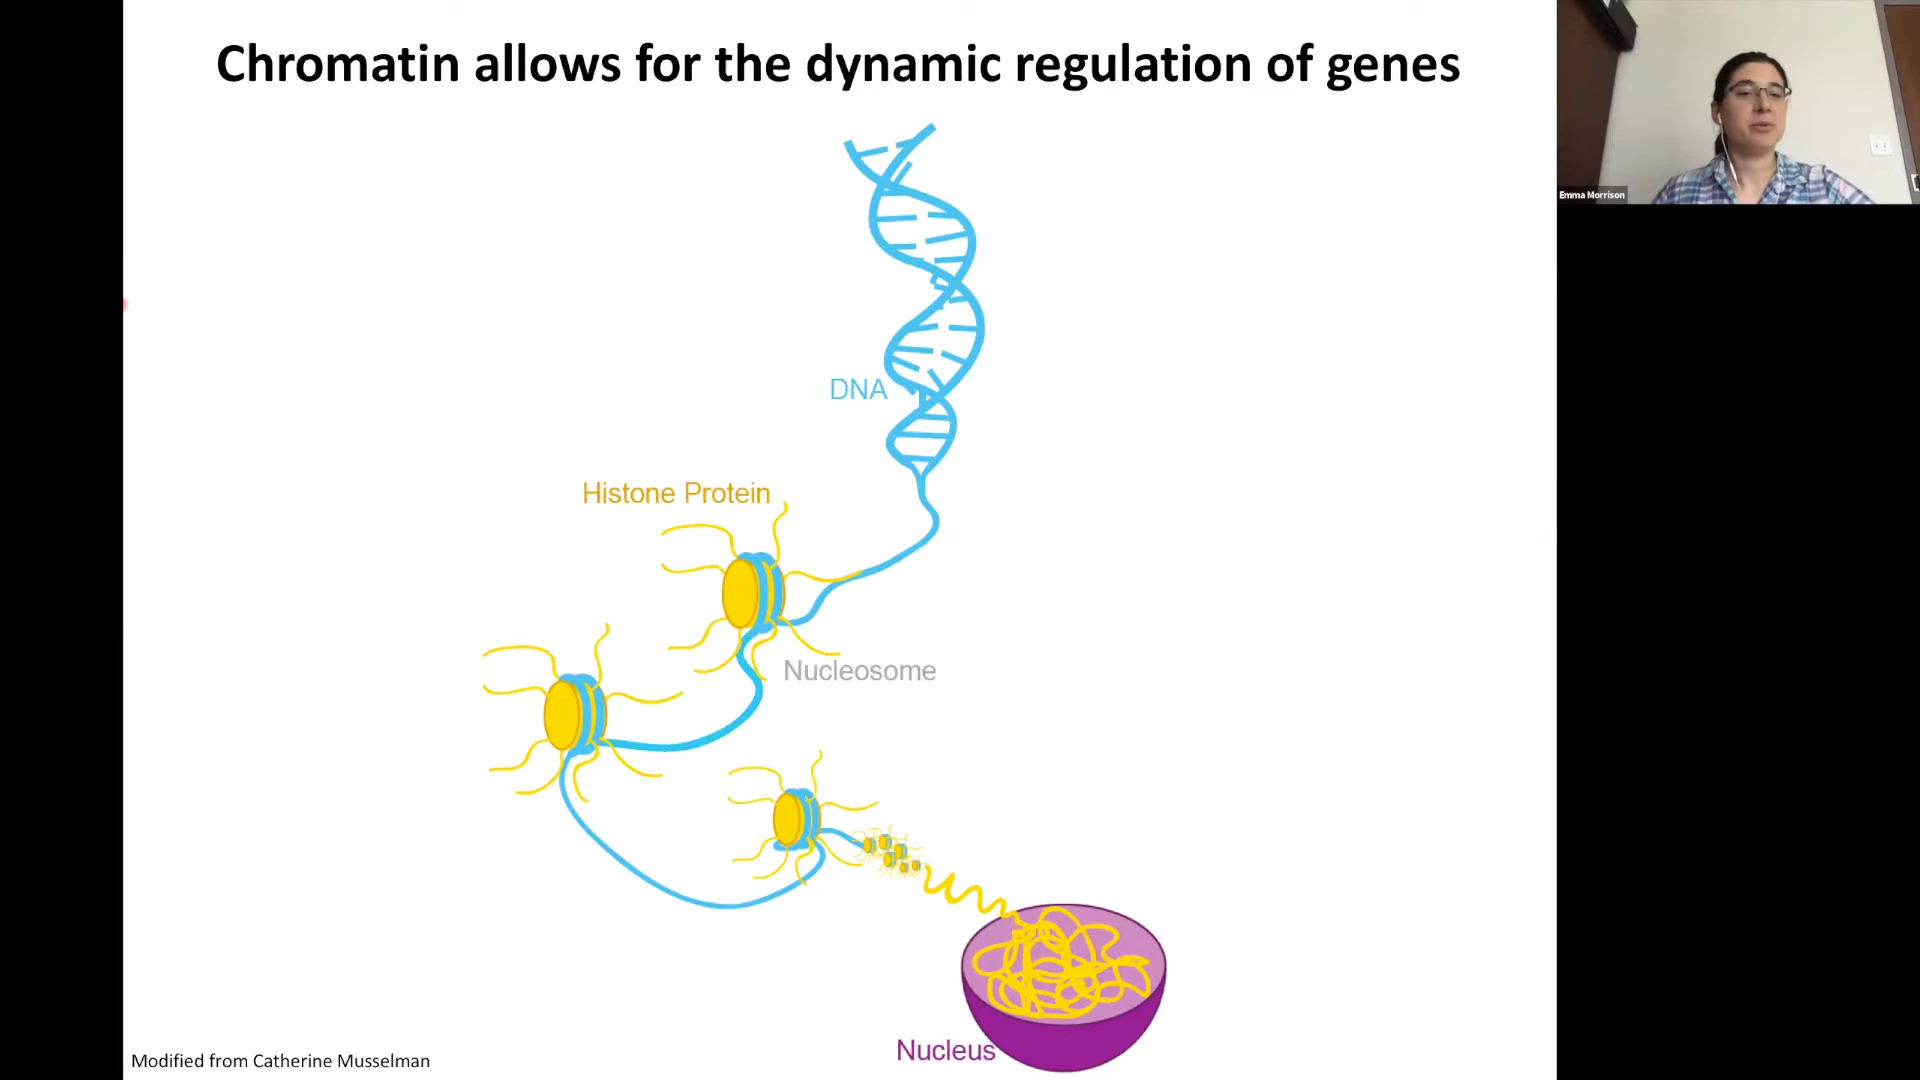 Chromatin allows for the dynamic regulation of genes
Emma Morrison
DNA
Histone Protein
Nucleosome
Nucleus
Modified from Catherine Musselman